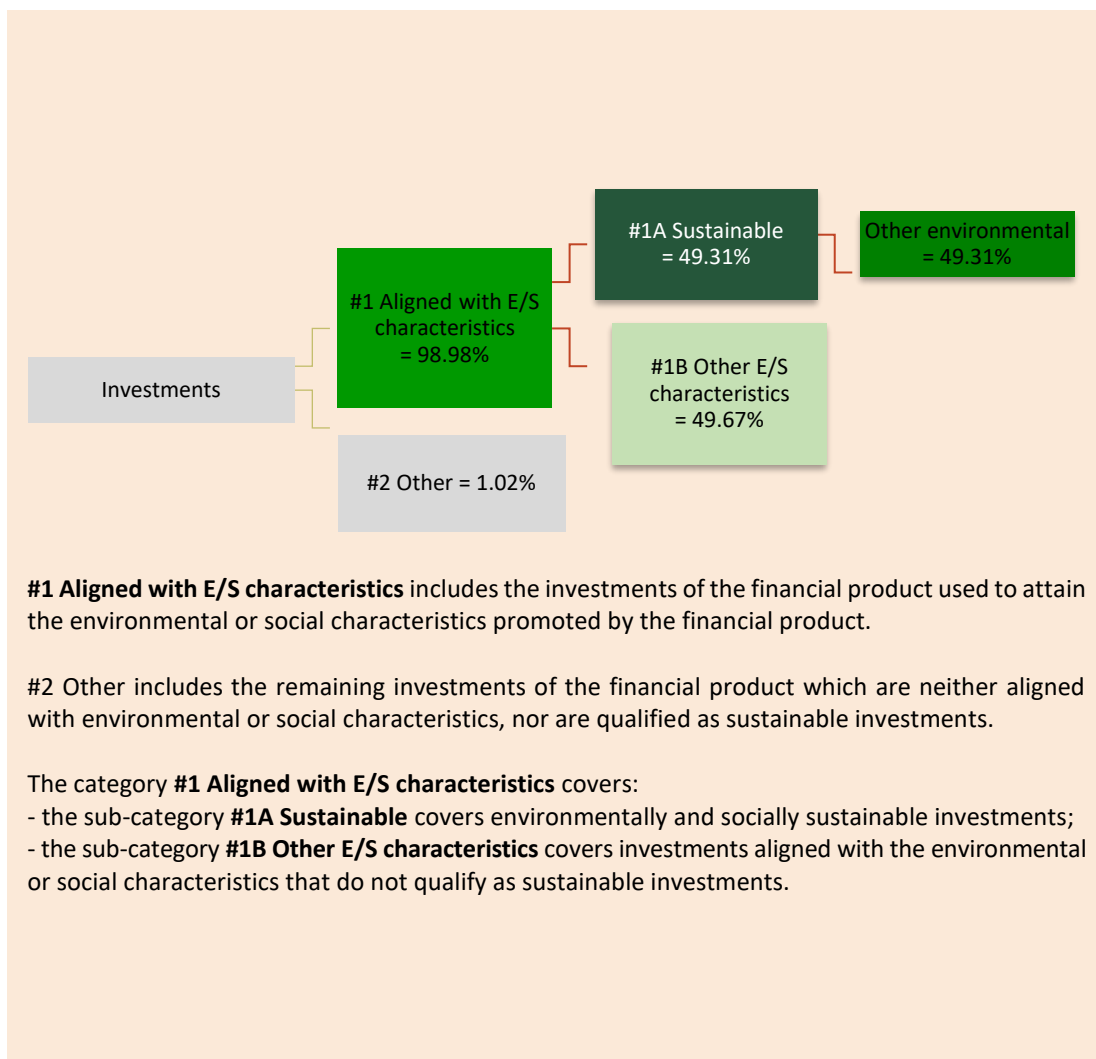 #1A Sustainable
= 49.31%
Other environmental
= 49.31%
#1 Aligned with E/S
characteristics
= 98.98%
#1B Other E/S
characteristics
= 49.67%
Investments
#2 Other = 1.02%
#1 Aligned with E/S characteristics includes the investments of the financial product used to attain
the environmental or social characteristics promoted by the financial product.
#2 Other includes the remaining investments of the financial product which are neither aligned
with environmental or social characteristics, nor are qualified as sustainable investments.
The category #1 Aligned with E/S characteristics covers:
- the sub-category #1A Sustainable covers environmentally and socially sustainable investments;
- the sub-category #1B Other E/S characteristics covers investments aligned with the environmental
or social characteristics that do not qualify as sustainable investments.